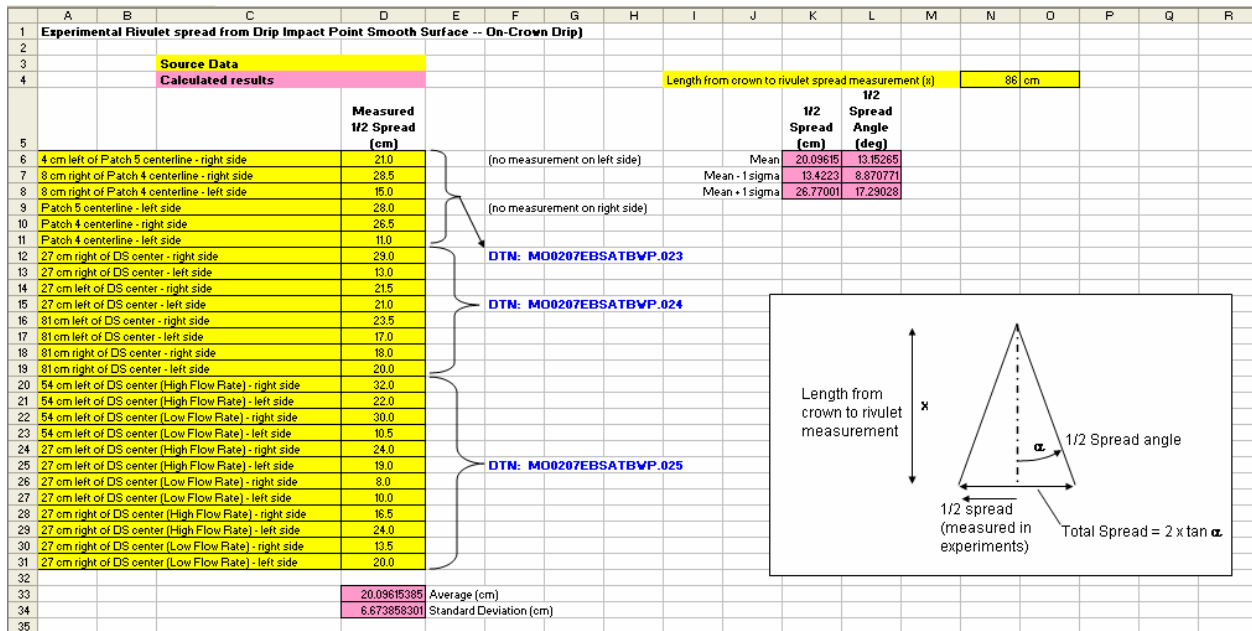 A B C D E F G H I J K L M N O P Q R
1 Experimental Rivulet spread from Drip Impact Point Smooth Surface -- On-Crown Drip)
2
3 Source Data
4 Calculated results Length from crown to rivulet spread measurement (x) 86 cm
5 Measured 1/2 Spread (cm) 1/2 Spread (cm) 1/2 Spread Angle (deg)
6 4 cm left of Patch 5 centerline - right side 21.0 (no measurement on left side) Mean 20.09615 13.15265
7 8 cm right of Patch 4 centerline - right side 28.5 Mean - 1 sigma 13.4223 8.870771
8 8 cm right of Patch 4 centerline - left side 15.0 Mean + 1 sigma 26.77001 17.29028
9 Patch 5 centerline - left side 28.0 (no measurement on right side)
10 Patch 4 centerline - right side 26.5
11 Patch 4 centerline - left side 11.0
12 27 cm right of DS center - right side 29.0 DTN: MO0207EBSATBWP.023
13 27 cm right of DS center - left side 13.0
14 27 cm left of DS center - right side 21.5
15 27 cm left of DS center - left side 21.0 DTN: MO0207EBSATBWP.024
16 81 cm left of DS center - right side 23.5
17 81 cm left of DS center - left side 17.0
18 81 cm right of DS center - right side 18.0
19 81 cm right of DS center - left side 20.0
20 54 cm left of DS center (High Flow Rate) - right side 32.0
21 54 cm left of DS center (High Flow Rate) - left side 22.0
22 54 cm left of DS center (Low Flow Rate) - right side 30.0
23 54 cm left of DS center (Low Flow Rate) - left side 10.5
24 27 cm left of DS center (High Flow Rate) - right side 24.0
25 27 cm left of DS center (High Flow Rate) - left side 19.0 DTN: MO0207EBSATBWP.025
26 27 cm left of DS center (Low Flow Rate) - right side 8.0
27 27 cm left of DS center (Low Flow Rate) - left side 10.0
28 27 cm right of DS center (High Flow Rate) - right side 16.5
29 27 cm right of DS center (High Flow Rate) - left side 24.0
30 27 cm right of DS center (Low Flow Rate) - right side 13.5
31 27 cm right of DS center (Low Flow Rate) - left side 20.0
32
33 20.09615385 Average (cm)
34 6.673858301 Standard Deviation (cm)
35
Length from
crown to rivulet
measurement
x
α
1/2 Spread angle
1/2 spread
(measured in
experiments)
Total Spread = 2 x tan α